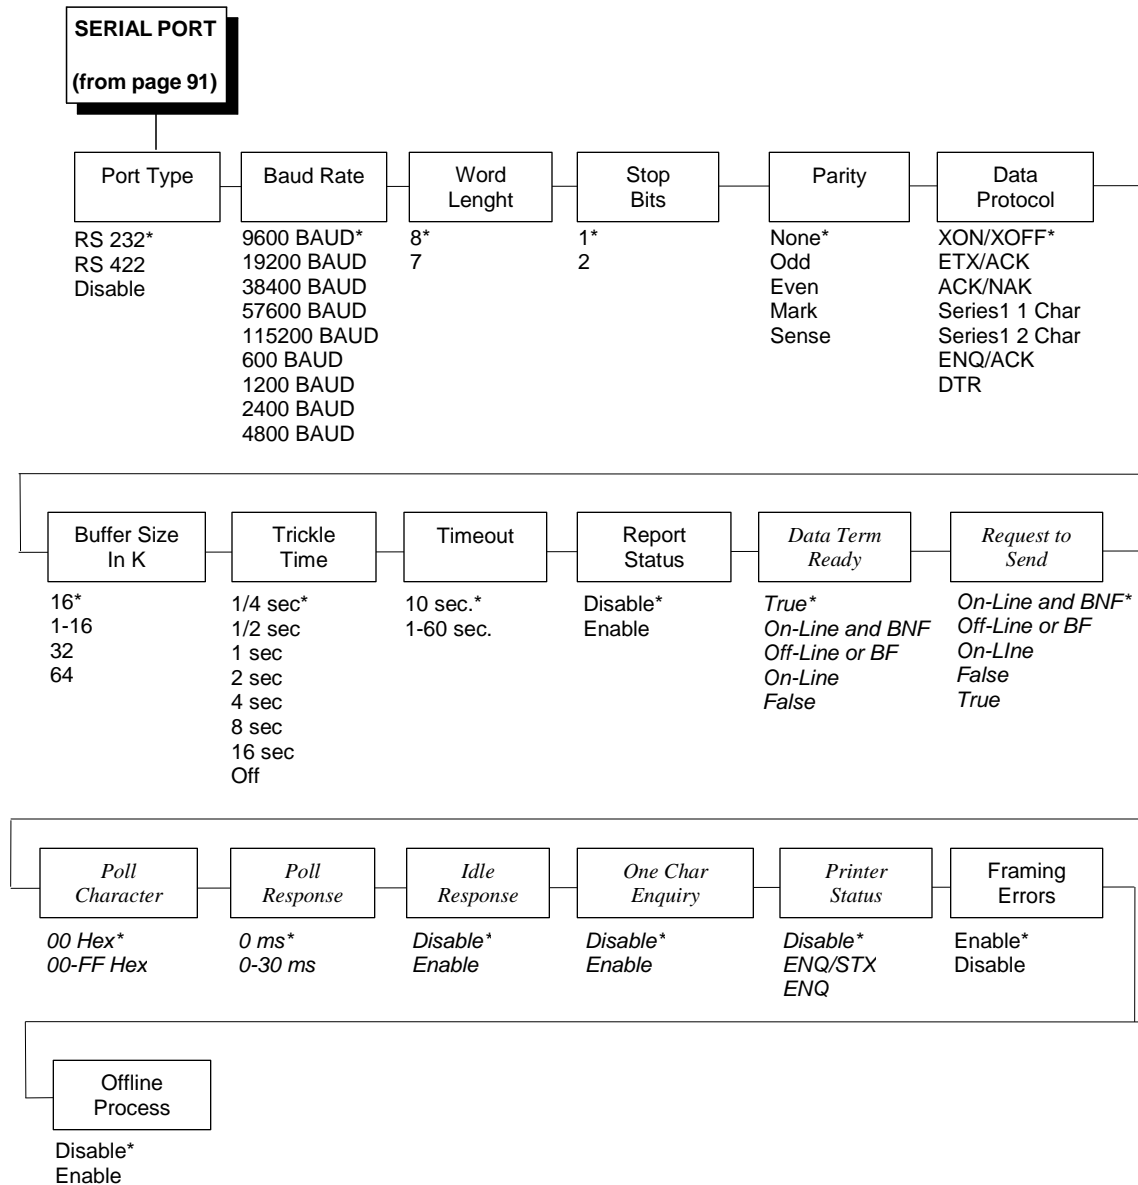 SERIAL PORT
(from page 91)
Port Type
RS 232*
RS 422
Disable
Baud Rate
9600 BAUD*
19200 BAUD
38400 BAUD
57600 BAUD
115200 BAUD
600 BAUD
1200 BAUD
2400 BAUD
4800 BAUD
Word
Lenght
8*
7
Stop
Bits
1*
2
Parity
None*
Odd
Even
Mark
Sense
Data
Protocol
XON/XOFF*
ETX/ACK
ACK/NAK
Series1 1 Char
Series1 2 Char
ENQ/ACK
DTR
Buffer Size
In K
16*
1-16
32
64
Trickle
Time
1/4 sec*
1/2 sec
1 sec
2 sec
4 sec
8 sec
16 sec
Off
Timeout
10 sec.*
1-60 sec.
Report
Status
Disable*
Enable
Data Term
Ready
True*
On-Line and BNF
Off-Line or BF
On-Line
False
Request to
Send
On-Line and BNF*
Off-Line or BF
On-LIne
False
True
Poll
Character
00 Hex*
00-FF Hex
Poll
Response
0 ms*
0-30 ms
Idle
Response
Disable*
Enable
One Char
Enquiry
Disable*
Enable
Printer
Status
Disable*
ENQ/STX
ENQ
Framing
Errors
Enable*
Disable
Offline
Process
Disable*
Enable